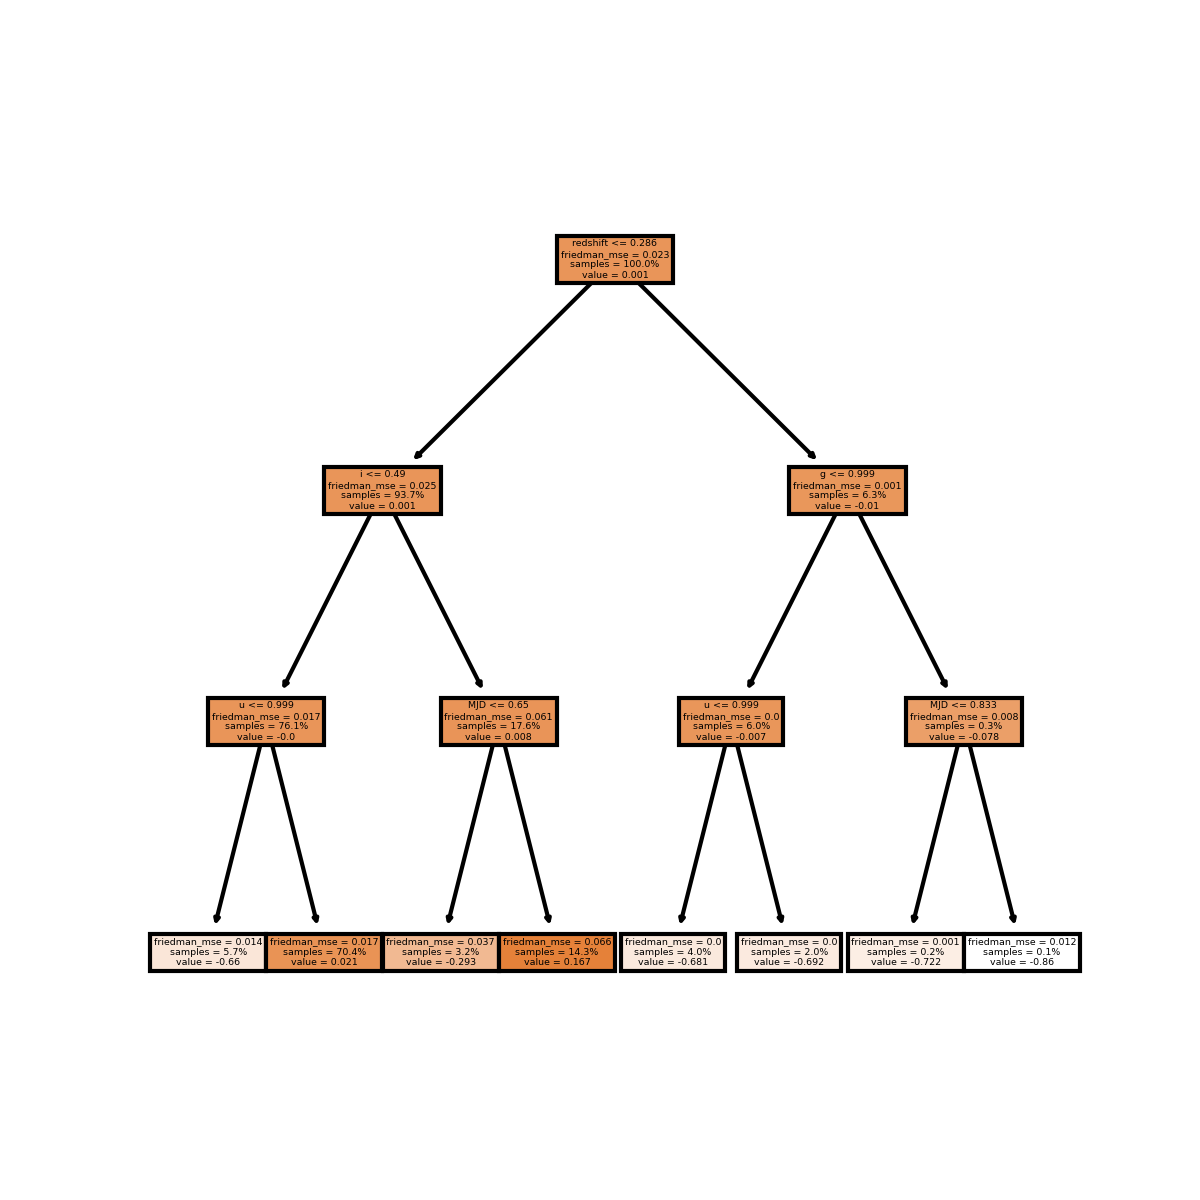 redshift <= 0.286
friedman_mse = 0.023
samples = 100.0%
value = 0.001
i <= 0.49
friedman_mse = 0.025
samples = 93.7%
value = 0.001
g <= 0.999
friedman_mse = 0.001
samples = 6.3%
value = -0.01
u <= 0.999
friedman_mse = 0.017
samples = 76.1%
value = -0.0
MJD <= 0.65
friedman_mse = 0.061
samples = 17.6%
value = 0.008
u <= 0.999
friedman_mse = 0.0
samples = 6.0%
value = -0.007
MJD <= 0.833
friedman_mse = 0.008
samples = 0.3%
value = -0.078
friedman_mse = 0.014
samples = 5.7%
value = -0.66
friedman_mse = 0.017
samples = 70.4%
value = 0.021
friedman_mse = 0.037
samples = 3.2%
value = -0.293
friedman_mse = 0.066
samples = 14.3%
value = 0.167
friedman_mse = 0.0
samples = 4.0%
value = -0.681
friedman_mse = 0.0
samples = 2.0%
value = -0.692
friedman_mse = 0.001
samples = 0.2%
value = -0.722
friedman_mse = 0.012
samples = 0.1%
value = -0.86